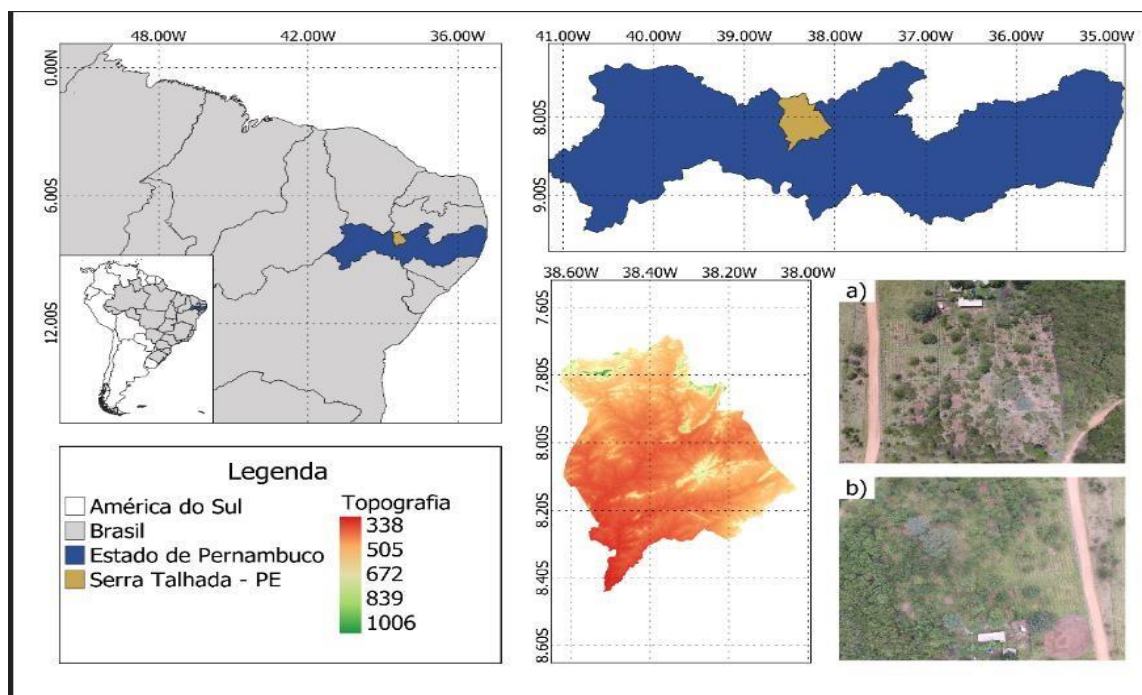 48.00W 42.00W 36.00W
0.00N
6.00S
12.00S
41.00W 40.00W 39.00W 38.00W 37.00W 36.00W 35.00W
8.00S
9.00S
38.60W 38.40W 38.20W 38.00W
7.60S
7.80S
8.00S
8.20S
8.40S
8.60S
a)
b)
Legenda
América do Sul
Brasil
Estado de Pernambuco
Serra Talhada - PE
Topografia
338
505
672
839
1006